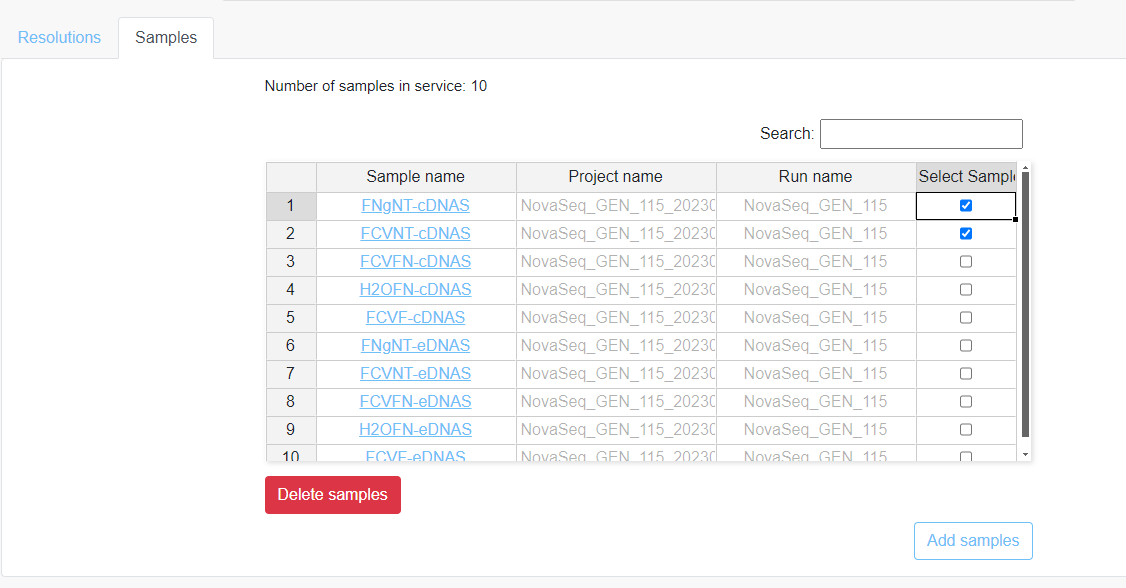 Resolutions Samples
Number of samples in service: 10
Search:
Sample name Project name Run name Select Sampl
1 FNgNT-cDNAS NovaSeq_GEN_115_2023 NovaSeq_GEN_115
2 FCVNT-cDNAS NovaSeq_GEN_115_2023 NovaSeq_GEN_115
3 FCVFN-cDNAS NovaSeq_GEN_115_2023 NovaSeq_GEN_115
4 H2OFN-cDNAS NovaSeq_GEN_115_2023 NovaSeq_GEN_115
5 FCVF-cDNAS NovaSeq_GEN_115_2023 NovaSeq_GEN_115
6 FNgNT-eDNAS NovaSeq_GEN_115_2023 NovaSeq_GEN_115
7 FCVNT-eDNAS NovaSeq_GEN_115_2023 NovaSeq_GEN_115
8 FCVFN-eDNAS NovaSeq_GEN_115_2023 NovaSeq_GEN_115
9 H2OFN-eDNAS NovaSeq_GEN_115_2023 NovaSeq_GEN_115
10 FCVF-eDNAS NovaSeq_GEN_115_2023 NovaSeq_GEN_115
Delete samples
Add samples